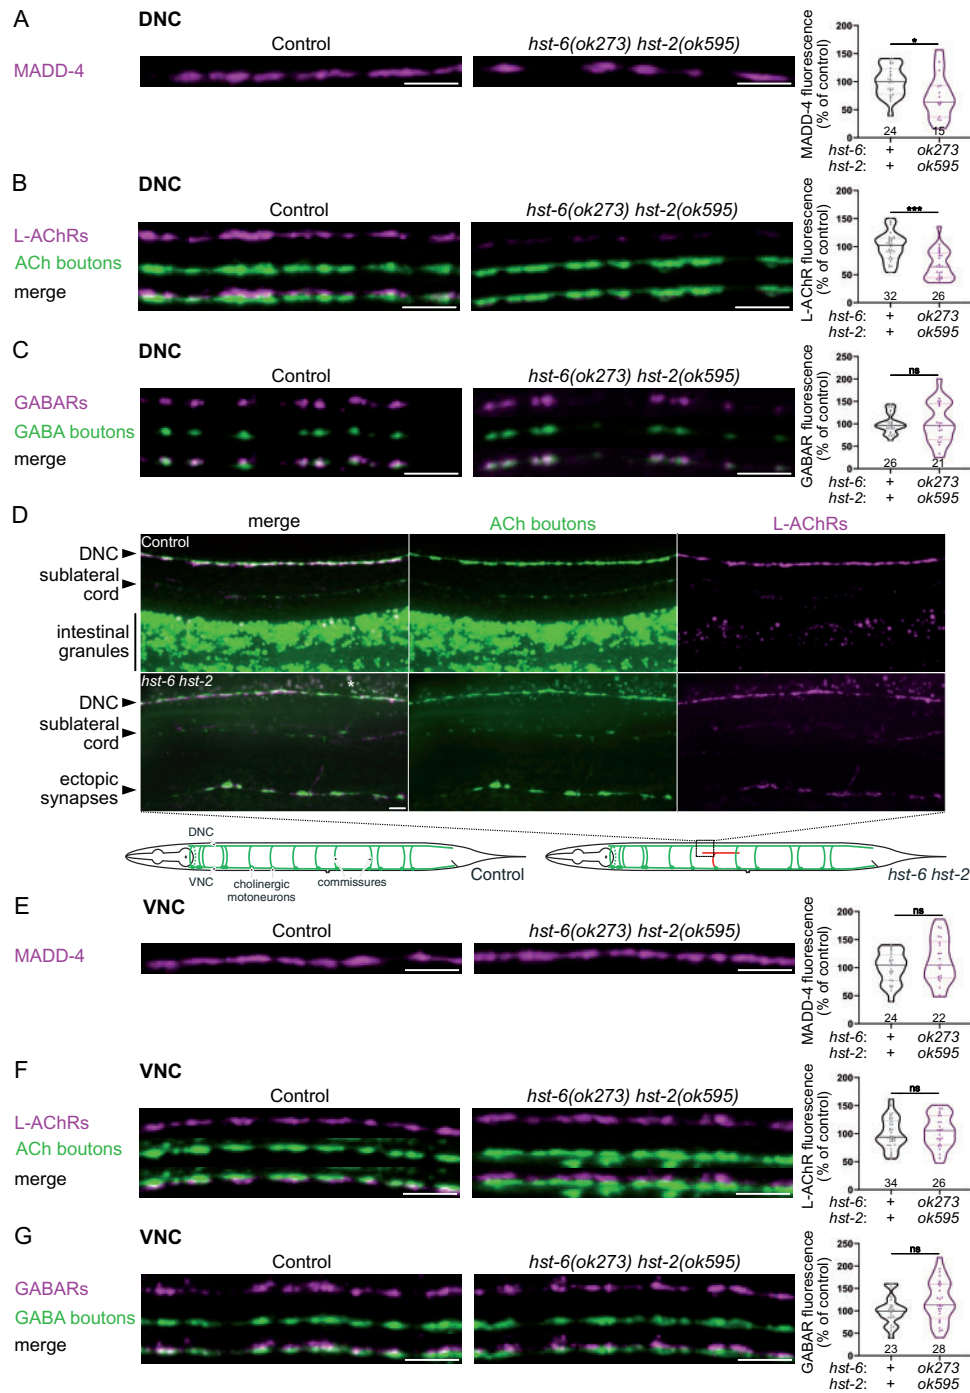 A
DNC
Control
hst-6(ok273) hst-2(ok595)
MADD-4
MADD-4 fluorescence
(% of control)
200
150
100
50
0
*
24
15
hst-6: + ok273
hst-2: + ok595
B
DNC
Control
hst-6(ok273) hst-2(ok595)
L-AChRs
ACh boutons
merge
L-AChR fluorescence
(% of control)
200
150
100
50
0
***
32
26
hst-6: + ok273
hst-2: + ok595
C
DNC
Control
hst-6(ok273) hst-2(ok595)
GABARs
GABA boutons
merge
GABAR fluorescence
(% of control)
250
200
150
100
50
0
ns
26
21
hst-6: + ok273
hst-2: + ok595
D
merge
ACh boutons
L-AChRs
Control
DNC
sublateral
cord
intestinal
granules
hst-6 hst-2
*
DNC
sublateral
cord
ectopic
synapses
DNC
VNC
cholinergic
motoneurons
commissures
Control
hst-6 hst-2
E
VNC
Control
hst-6(ok273) hst-2(ok595)
MADD-4
MADD-4 fluorescence
(% of control)
200
150
100
50
0
ns
24
22
hst-6: + ok273
hst-2: + ok595
F
VNC
Control
hst-6(ok273) hst-2(ok595)
L-AChRs
ACh boutons
merge
L-AChR fluorescence
(% of control)
200
150
100
50
0
ns
34
26
hst-6: + ok273
hst-2: + ok595
G
VNC
Control
hst-6(ok273) hst-2(ok595)
GABARs
GABA boutons
merge
GABAR fluorescence
(% of control)
250
200
150
100
50
0
ns
23
28
hst-6: + ok273
hst-2: + ok595